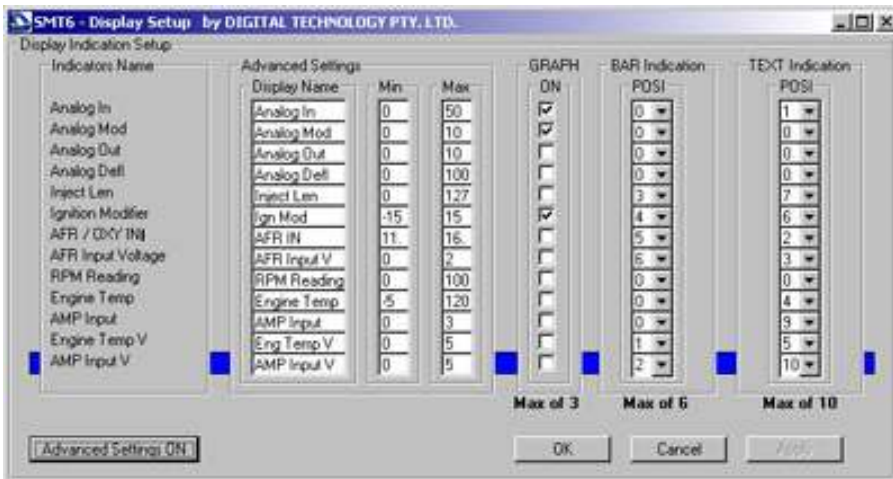 SMT6 - Display Setup by DIGITAL TECHNOLOGY PTY. LTD.
Display Indication Setup
Indicators Name Advanced Settings GRAPH BAR Indication TEXT Indication
Display Name Min Max ON POSI POSI
Analog In Analog In 0 50 0 1
Analog Mod Analog Mod 0 10 0 0
Analog Out Analog Out 0 10 0 0
Analog Defl Analog Defl 0 100 0 0
Inject Len Inject Len 0 127 3 7
Ignition Modifier Ign Mod -15 15 4 6
AFR / OXY IN AFR IN 11. 16. 5 2
AFR Input Voltage AFR Input V 0 2 6 3
RPM Reading RPM Reading 0 100 0 0
Engine Temp Engine Temp -5 120 0 4
AMP Input AMP Input 0 3 0 9
Engine Temp V Eng Temp V 0 5 1 5
AMP Input V AMP Input V 0 5 2 10
Max of 3 Max of 6 Max of 10
Advanced Settings ON OK Cancel Apply